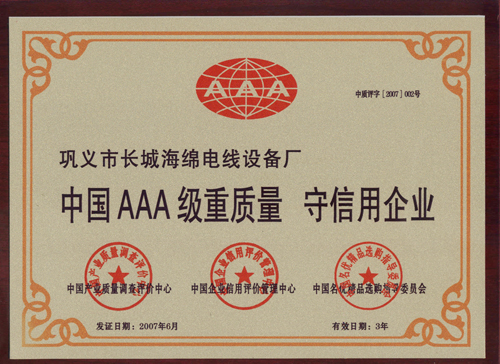 AAA
中质评字［2007］002号
巩义市长城海绵电线设备厂
中国 AAA 级重质量 守信用企业
中国产业质量调查评价中心 中国企业信用评价管理中心 中国名优精品选购指导委员会
发证日期：2007年6月 有效日期：3年